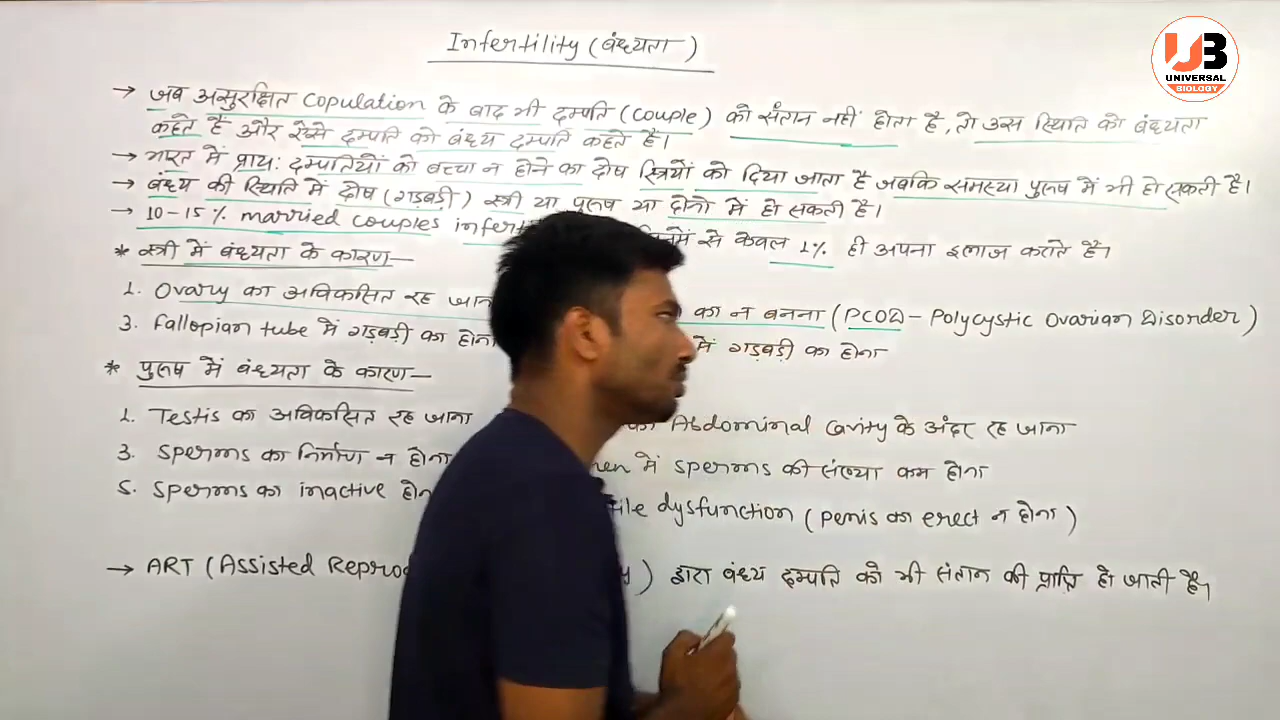 Infertility (बंध्यता)
UB
UNIVERSAL
BIOLOGY
→ जब असुरक्षित Copulation के बाद भी दम्पति (Couple) को संतान नहीं होता है, तो उस स्थिति को बंध्यता
कहते हैं और ऐसे दम्पति को बंध्य दम्पति कहते हैं।
→ भारत में प्रायः दम्पतियों को बच्चा न होने का दोष स्त्रियों को दिया जाता है जबकि समस्या पुरुष में भी हो सकती है।
→ बंध्य की स्थिति में दोष (गड़बड़ी) स्त्री या पुरुष या दोनों में हो सकती है।
→ 10-15% married couples में से केवल 1% ही अपना इलाज कराते हैं।
* स्त्री में बंध्यता के कारण—
1. Ovary का अविकसित रह का न बनना (PCOD - Polycystic Ovarian Disorder)
3. Fallopian tube में गड़बड़ी का होना में गड़बड़ी का होना
* पुरुष में बंध्यता के कारण—
1. Testis का अविकसित रह जाना Abdominal Cavity के अंदर रह जाना
3. Sperms का निर्माण न होना में Sperms की संख्या कम होना
5. Sperms का inactive dysfunction (Penis का erect न होना)
→ ART (Assisted ) द्वारा बंध्य दम्पति को भी संतान की प्राप्ति हो जाती है।